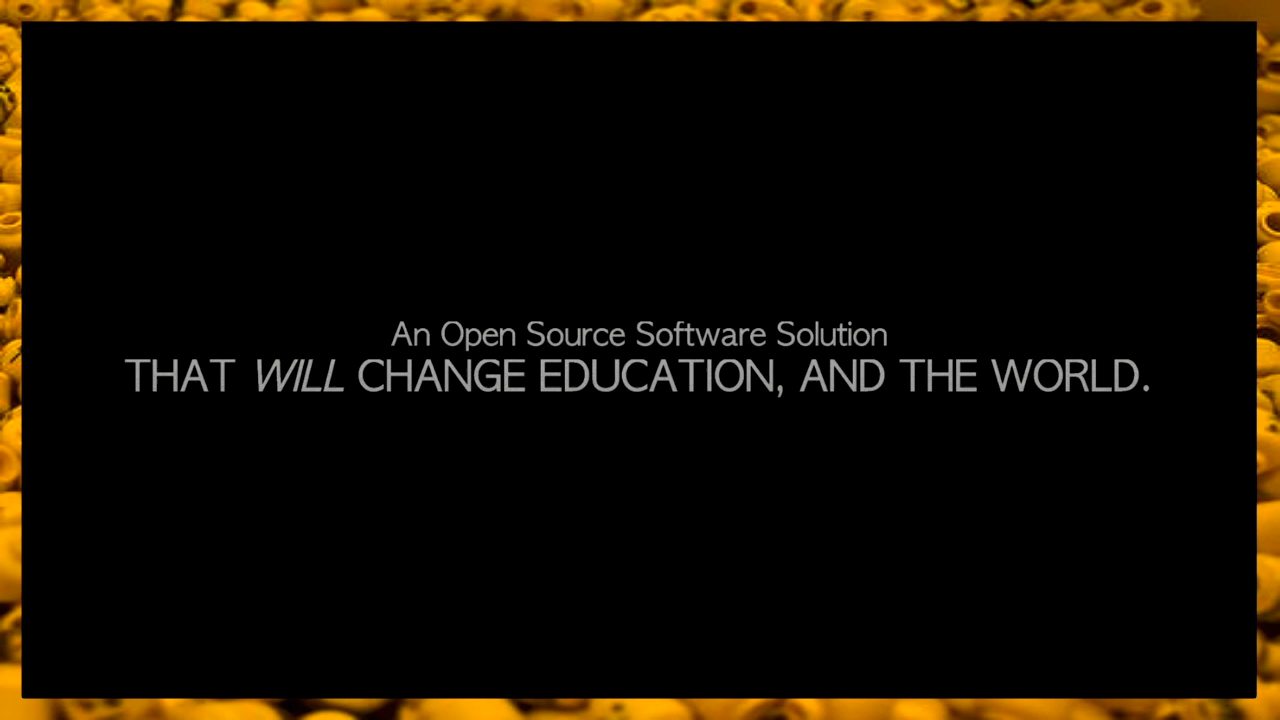 An Open Source Software Solution
THAT WILL CHANGE EDUCATION, AND THE WORLD.